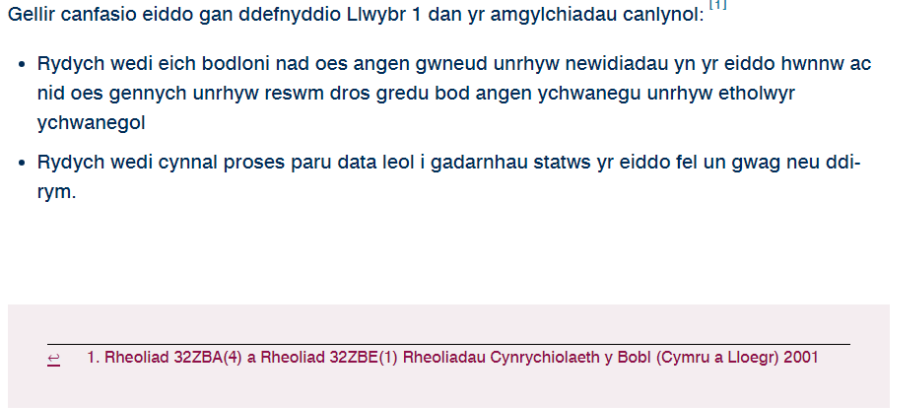 Gellir canfasio eiddo gan ddefnyddio Llwybr 1 dan yr amgylchiadau canlynol: [1]
• Rydych wedi eich bodloni nad oes angen gwneud unrhyw newidiadau yn yr eiddo hwnnw ac
nid oes gennych unrhyw reswm dros gredu bod angen ychwanegu unrhyw etholwyr
ychwanegol
• Rydych wedi cynnal proses paru data leol i gadarnhau statws yr eiddo fel un gwag neu ddi-
rym.
↩ 1. Rheoliad 32ZBA(4) a Rheoliad 32ZBE(1) Rheoliadau Cynrychiolaeth y Bobl (Cymru a Lloegr) 2001